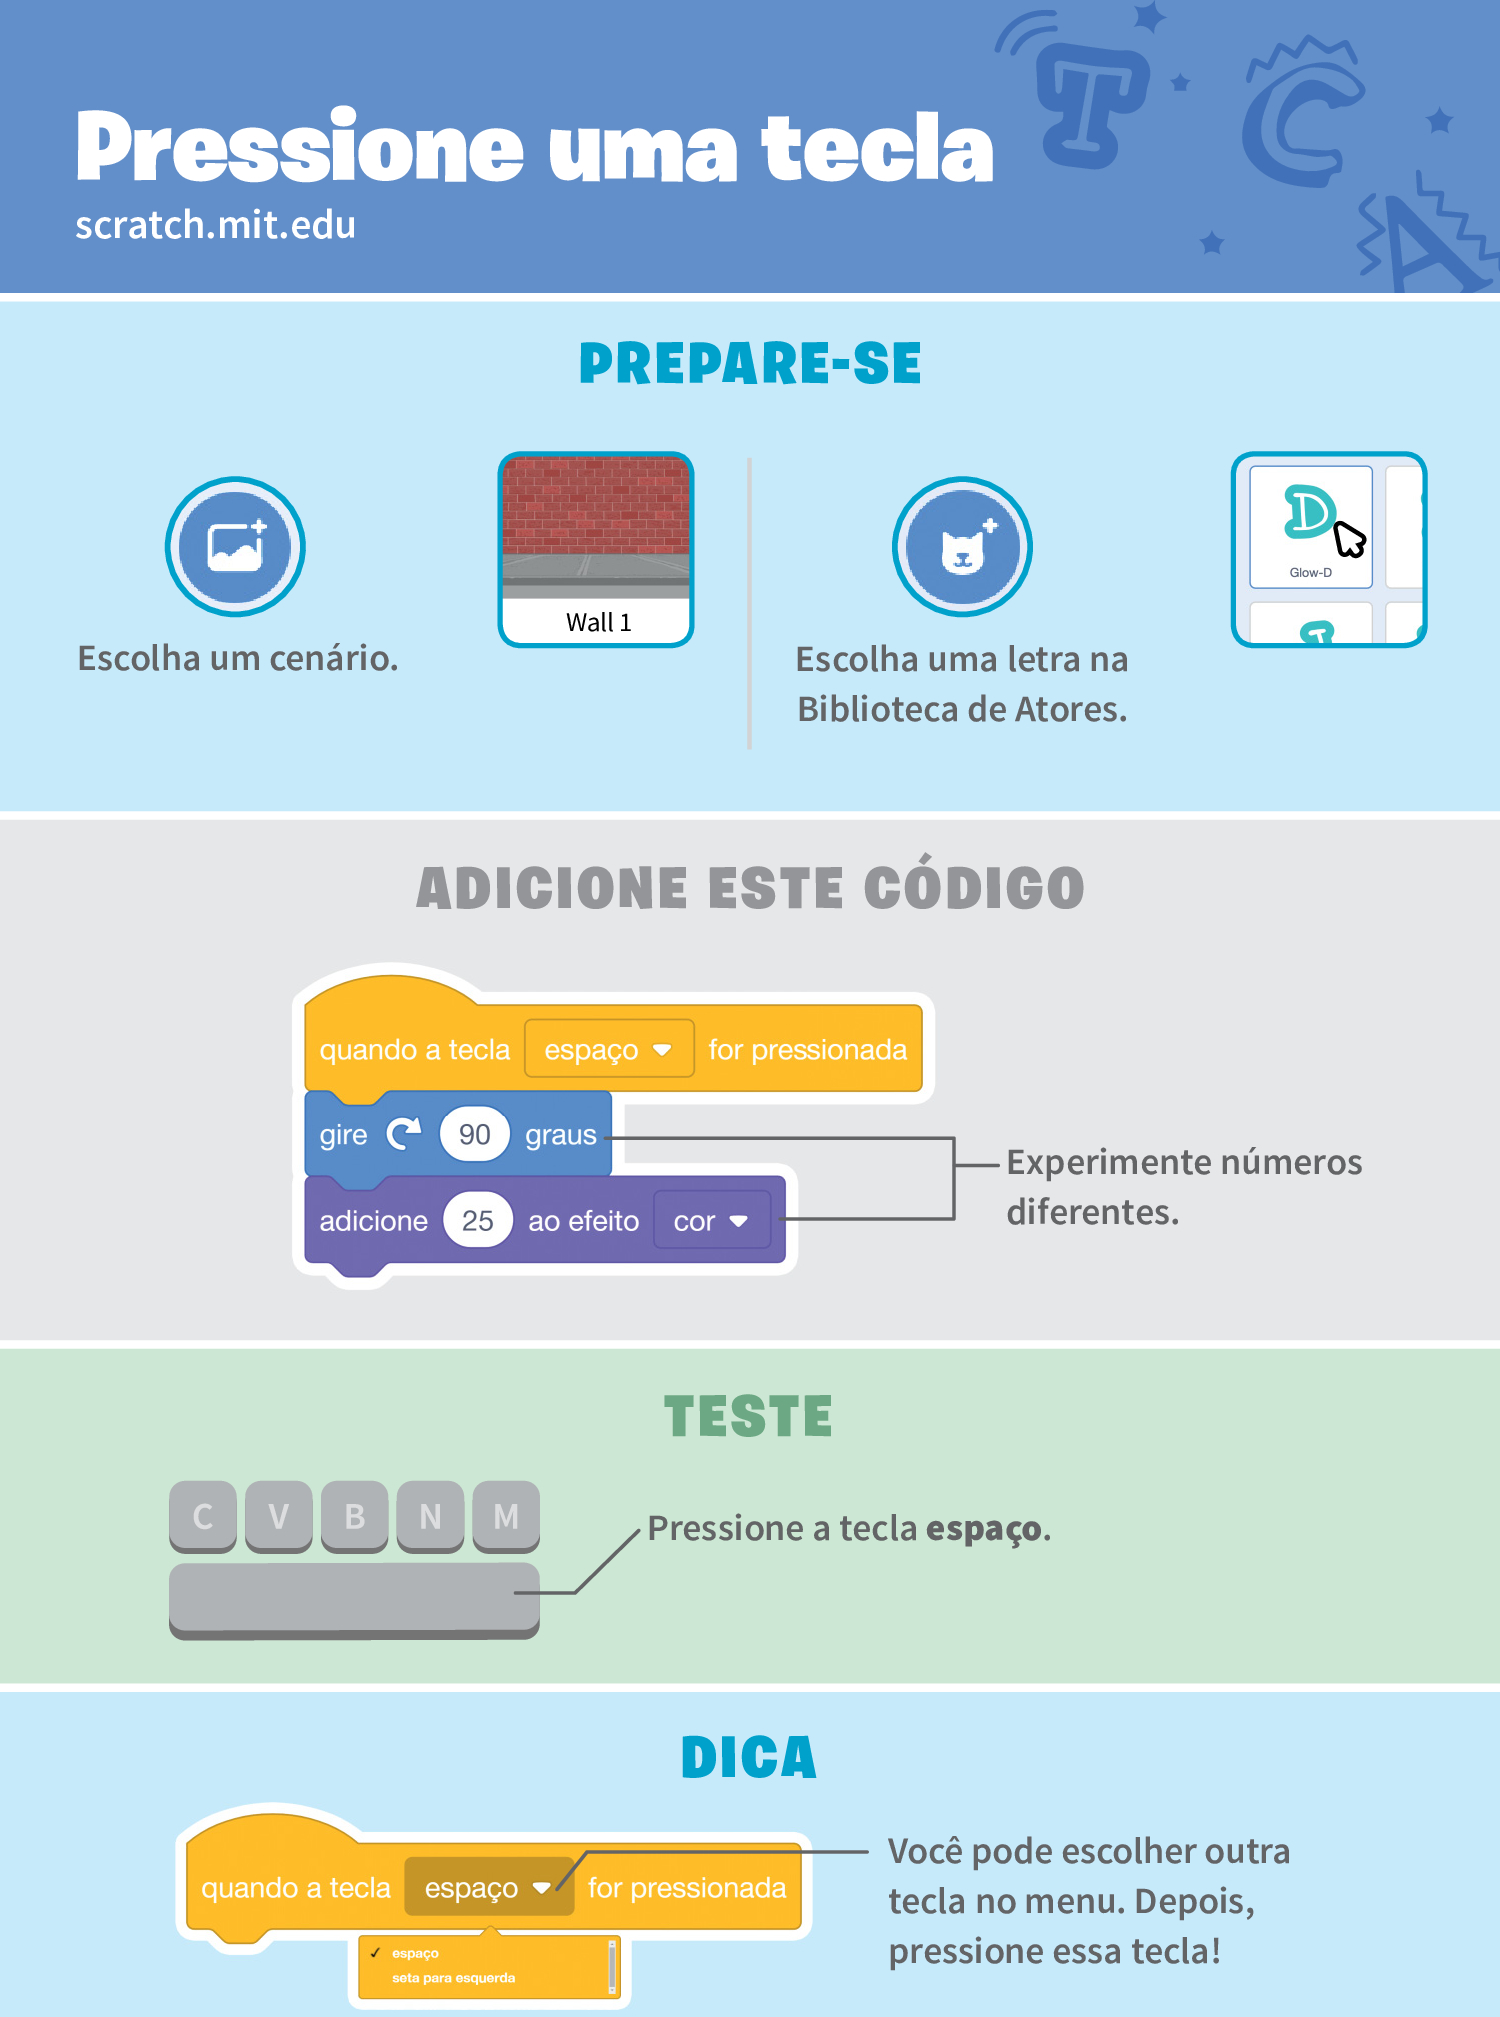 Pressione uma tecla
scratch.mit.edu
T C A
PREPARE-SE
Wall 1
Escolha um cenário.
D
Glow-D
Escolha uma letra na
Biblioteca de Atores.
ADICIONE ESTE CÓDIGO
quando a tecla espaço for pressionada
gire 90 graus
adicione 25 ao efeito cor
Experimente números
diferentes.
TESTE
C V B N M
Pressione a tecla espaço.
DICA
quando a tecla espaço for pressionada
✓ espaço
seta para esquerda
Você pode escolher outra
tecla no menu. Depois,
pressione essa tecla!